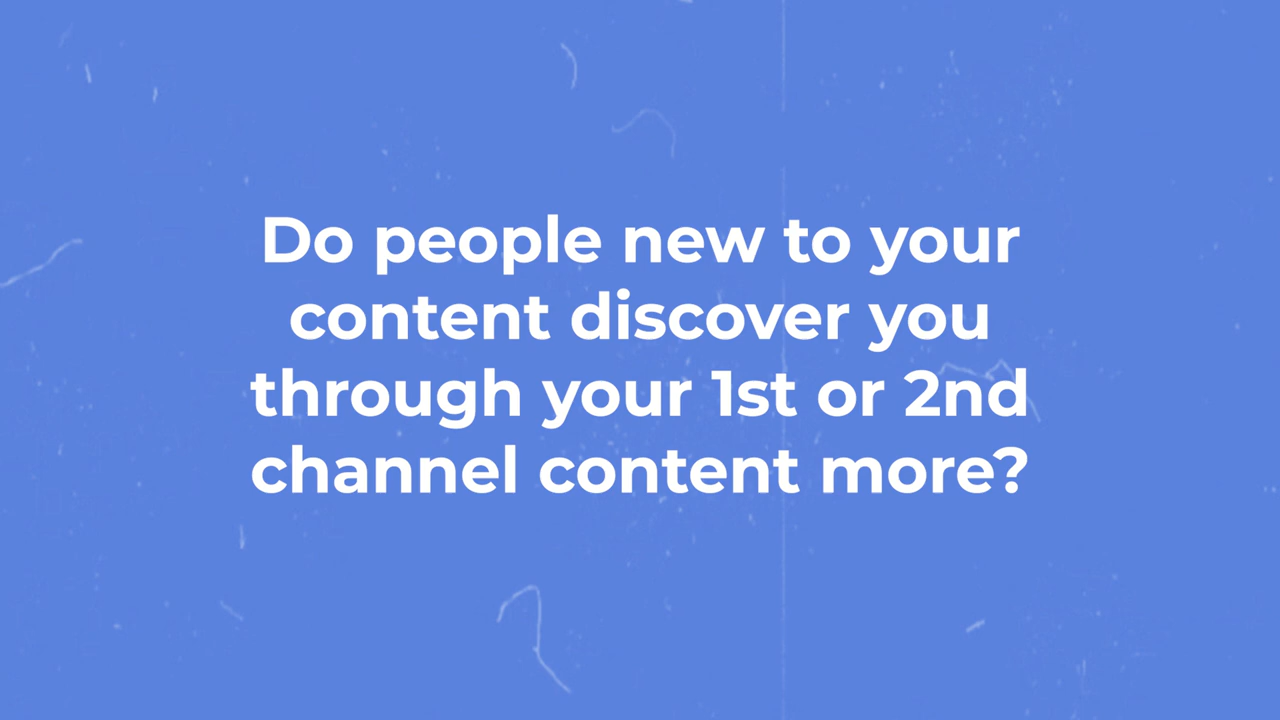 Do people new to your
content discover you
through your 1st or 2nd
channel content more?